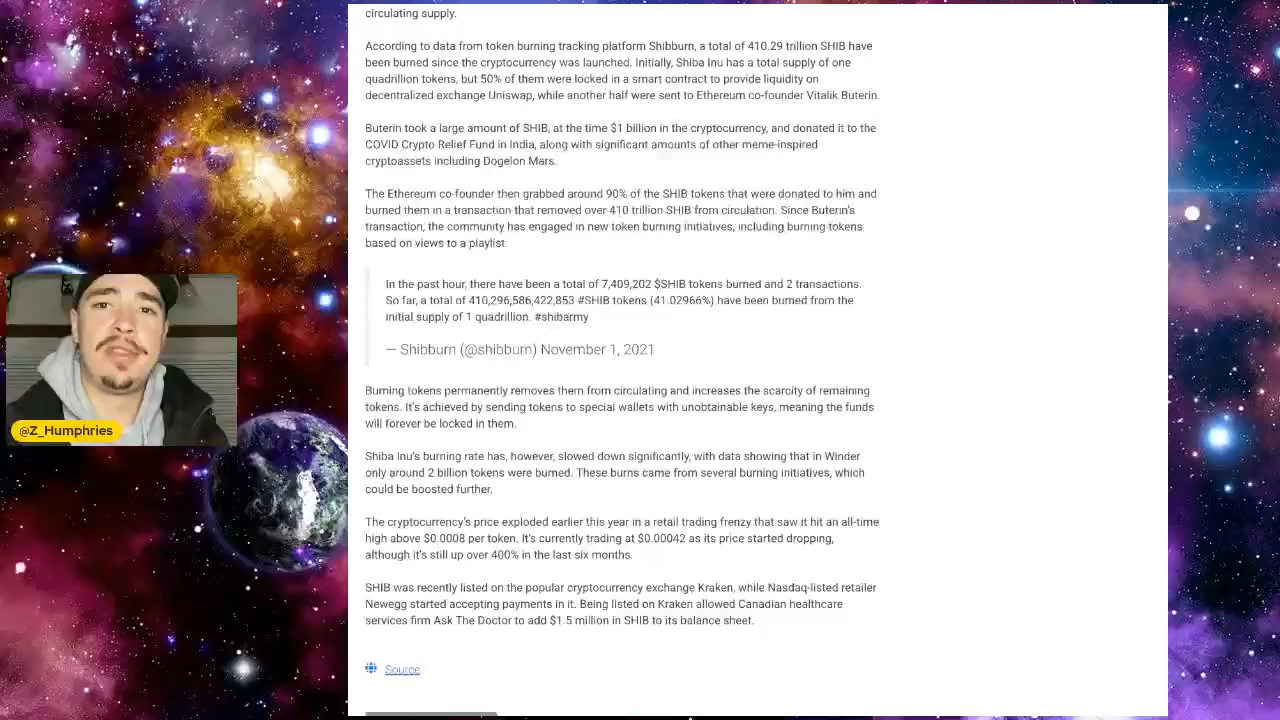 circulating supply.
According to data from token burning tracking platform Shibburn, a total of 410.29 trillion SHIB have
been burned since the cryptocurrency was launched. Initially, Shiba Inu has a total supply of one
quadrillion tokens, but 50% of them were locked in a smart contract to provide liquidity on
decentralized exchange Uniswap, while another half were sent to Ethereum co-founder Vitalik Buterin.
Buterin took a large amount of SHIB, at the time $1 billion in the cryptocurrency, and donated it to the
COVID Crypto Relief Fund in India, along with significant amounts of other meme-inspired
cryptoassets including Dogelon Mars.
The Ethereum co-founder then grabbed around 90% of the SHIB tokens that were donated to him and
burned them in a transaction that removed over 410 trillion SHIB from circulation. Since Buterin's
transaction, the community has engaged in new token burning initiatives, including burning tokens
based on views to a playlist:
In the past hour, there have been a total of 7,409,202 $SHIB tokens burned and 2 transactions.
So far, a total of 410,296,586,422,853 #SHIB tokens (41.02966%) have been burned from the
initial supply of 1 quadrillion. #shibarmy
— Shibburn (@shibburn) November 1, 2021
@Z_Humphries
Burning tokens permanently removes them from circulating and increases the scarcity of remaining
tokens. It's achieved by sending tokens to special wallets with unobtainable keys, meaning the funds
will forever be locked in them.
Shiba Inu's burning rate has, however, slowed down significantly, with data showing that in Winder
only around 2 billion tokens were burned. These burns came from several burning initiatives, which
could be boosted further.
The cryptocurrency's price exploded earlier this year in a retail trading frenzy that saw it hit an all-time
high above $0.0008 per token. It's currently trading at $0.00042 as its price started dropping,
although it's still up over 400% in the last six months.
SHIB was recently listed on the popular cryptocurrency exchange Kraken, while Nasdaq-listed retailer
Newegg started accepting payments in it. Being listed on Kraken allowed Canadian healthcare
services firm Ask The Doctor to add $1.5 million in SHIB to its balance sheet.
Source